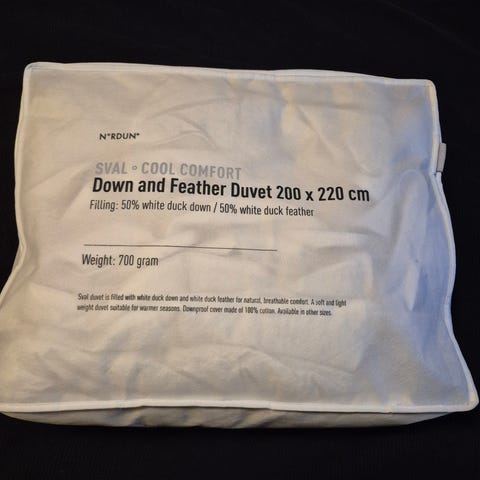 N*RDUN*
SVAL ° COOL COMFORT
Down and Feather Duvet 200 x 220 cm
Filling: 50% white duck down / 50% white duck feather
Weight: 700 gram
Sval duvet is filled with white duck down and white duck feather for natural, breathable comfort. A soft and light
weight duvet suitable for warmer seasons. Downproof cover made of 100% cotton. Available in other sizes.